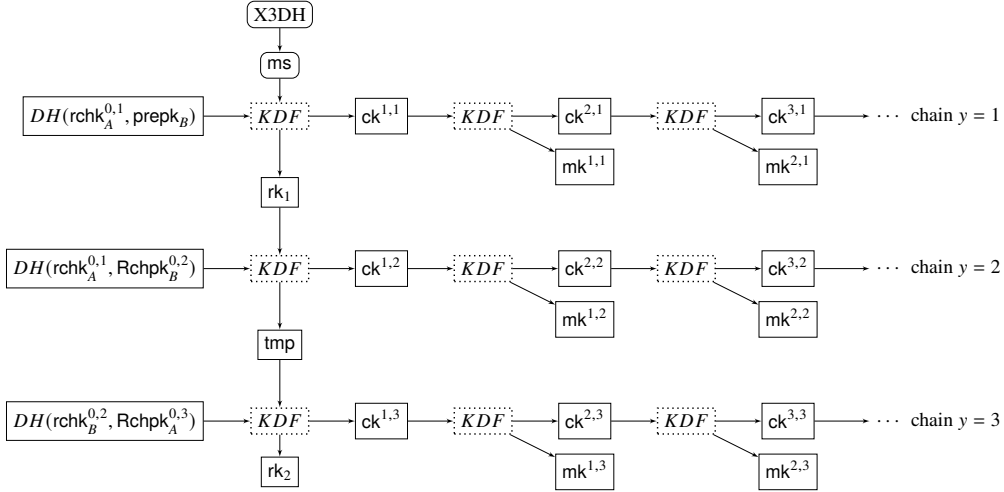 X3DH
ms
DH(rchk_A^{0,1}, prepk_B) KDF ck^{1,1} KDF ck^{2,1} KDF ck^{3,1} ··· chain y = 1
mk^{1,1} mk^{2,1}
rk_1
DH(rchk_A^{0,1}, Rchpk_B^{0,2}) KDF ck^{1,2} KDF ck^{2,2} KDF ck^{3,2} ··· chain y = 2
mk^{1,2} mk^{2,2}
tmp
DH(rchk_B^{0,2}, Rchpk_A^{0,3}) KDF ck^{1,3} KDF ck^{2,3} KDF ck^{3,3} ··· chain y = 3
rk_2 mk^{1,3} mk^{2,3}